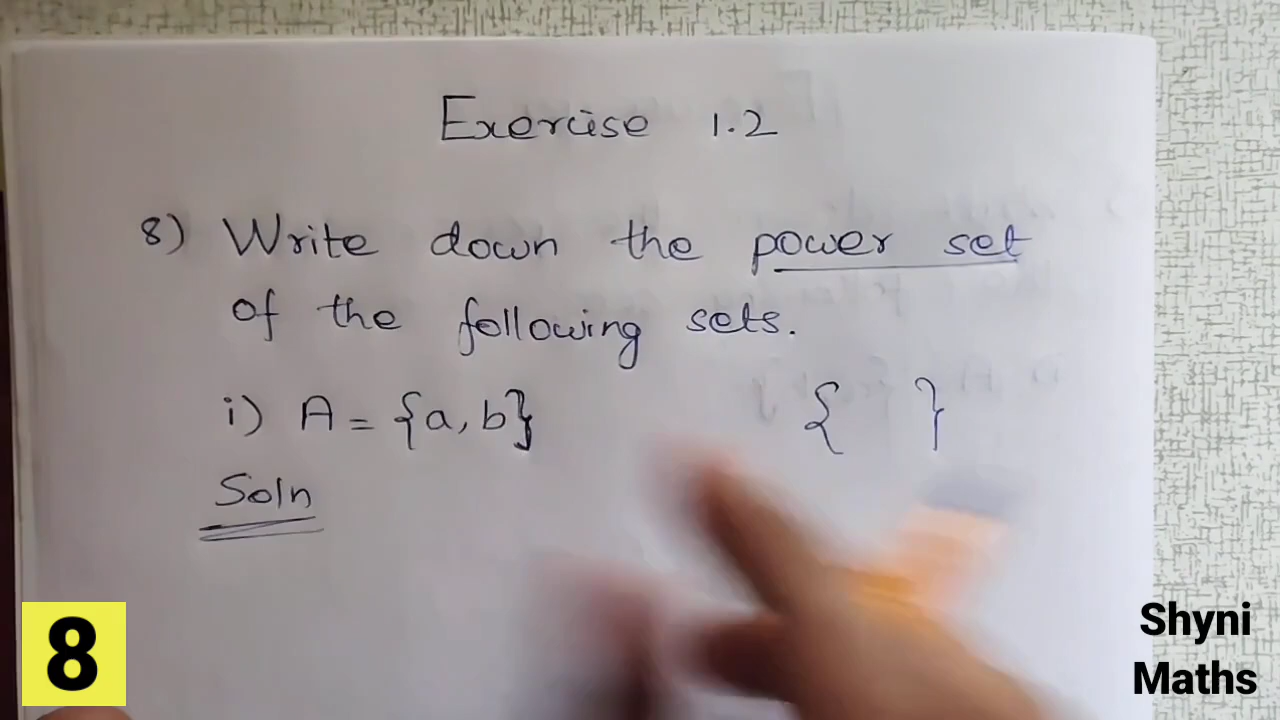 Exercise 1.2
8) Write down the power set
of the following sets.
i) A = {a, b}
{ }
Soln
8
Shyni
Maths